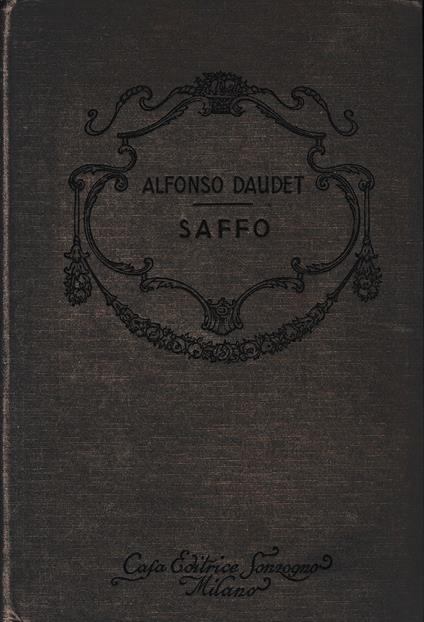 ALFONSO DAUDET
SAFFO
Casa Editrice Sonzogno
Milano